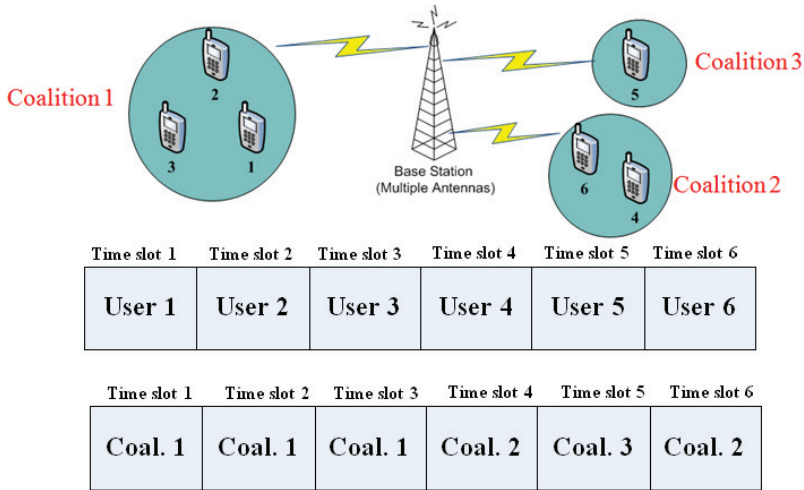 Coalition 1
2
3
1
Base Station
(Multiple Antennas)
5
Coalition 3
6
4
Coalition 2
Time slot 1 Time slot 2 Time slot 3 Time slot 4 Time slot 5 Time slot 6
User 1 User 2 User 3 User 4 User 5 User 6
Time slot 1 Time slot 2 Time slot 3 Time slot 4 Time slot 5 Time slot 6
Coal. 1 Coal. 1 Coal. 1 Coal. 2 Coal. 3 Coal. 2